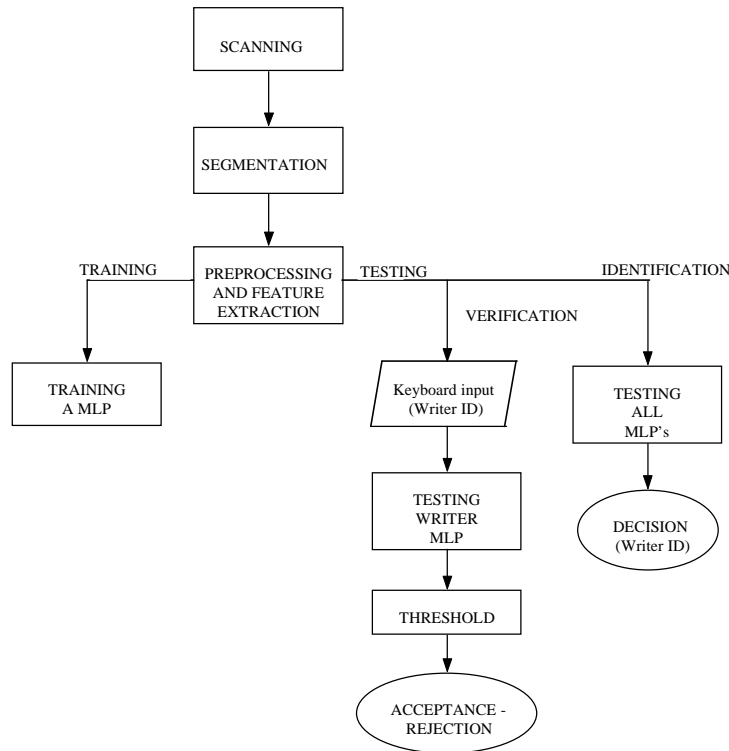 SCANNING
SEGMENTATION
TRAINING
PREPROCESSING
AND FEATURE
EXTRACTION
TESTING
IDENTIFICATION
VERIFICATION
TRAINING
A MLP
Keyboard input
(Writer ID)
TESTING
ALL
MLP's
TESTING
WRITER
MLP
DECISION
(Writer ID)
THRESHOLD
ACCEPTANCE -
REJECTION